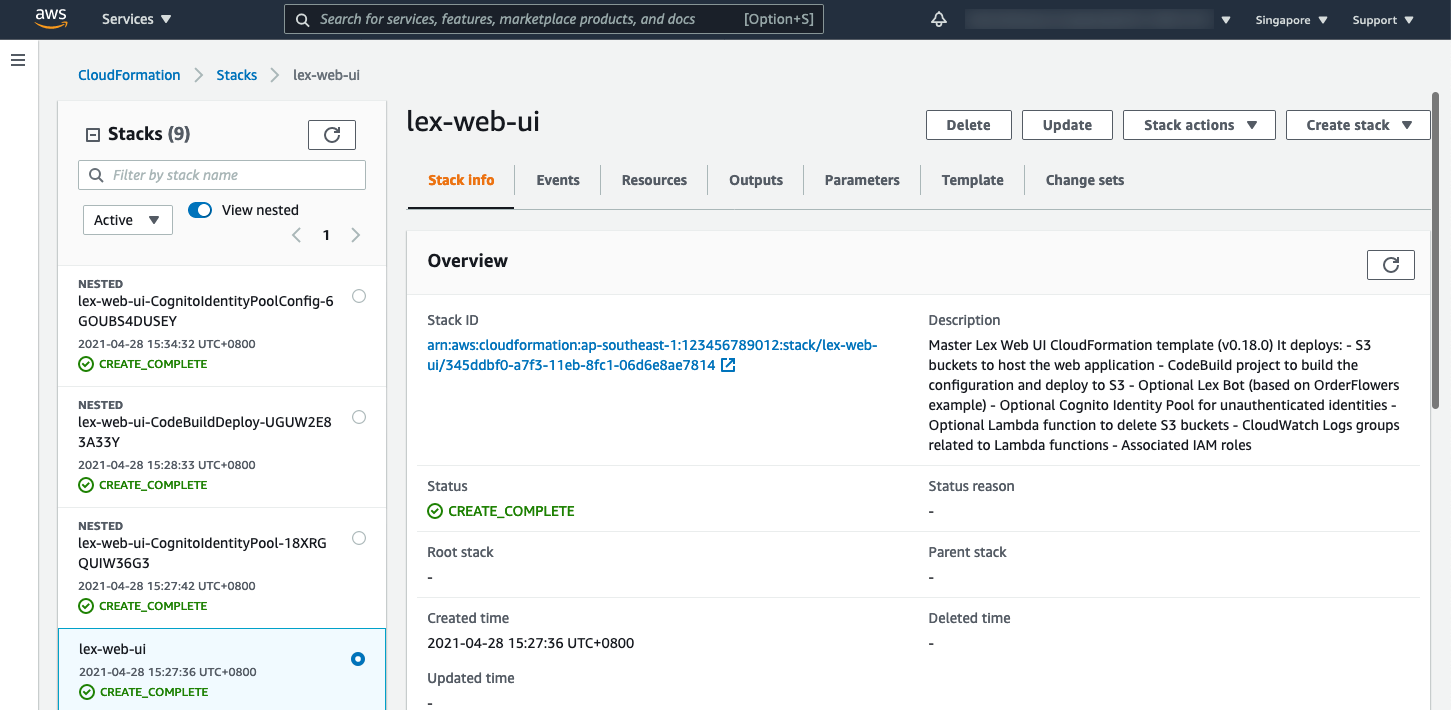 aws
Services
Search for services, features, marketplace products, and docs [Option+S]
Singapore
Support
CloudFormation
Stacks
lex-web-ui
Stacks (9)
Filter by stack name
Active
View nested
1
NESTED
lex-web-ui-CognitoIdentityPoolConfig-6
GOUBS4DUSEY
2021-04-28 15:34:32 UTC+0800
CREATE_COMPLETE
NESTED
lex-web-ui-CodeBuildDeploy-UGUW2E8
3A33Y
2021-04-28 15:28:33 UTC+0800
CREATE_COMPLETE
NESTED
lex-web-ui-CognitoIdentityPool-18XRG
QUIW36G3
2021-04-28 15:27:42 UTC+0800
CREATE_COMPLETE
lex-web-ui
2021-04-28 15:27:36 UTC+0800
CREATE_COMPLETE
lex-web-ui
Delete
Update
Stack actions
Create stack
Stack info
Events
Resources
Outputs
Parameters
Template
Change sets
Overview
Stack ID
arn:aws:cloudformation:ap-southeast-1:123456789012:stack/lex-web-
ui/345ddbf0-a7f3-11eb-8fc1-06d6e8ae7814
Description
Master Lex Web UI CloudFormation template (v0.18.0) It deploys: - S3
buckets to host the web application - CodeBuild project to build the
configuration and deploy to S3 - Optional Lex Bot (based on OrderFlowers
example) - Optional Cognito Identity Pool for unauthenticated identities -
Optional Lambda function to delete S3 buckets - CloudWatch Logs groups
related to Lambda functions - Associated IAM roles
Status
CREATE_COMPLETE
Status reason
-
Root stack
-
Parent stack
-
Created time
2021-04-28 15:27:36 UTC+0800
Deleted time
-
Updated time
-